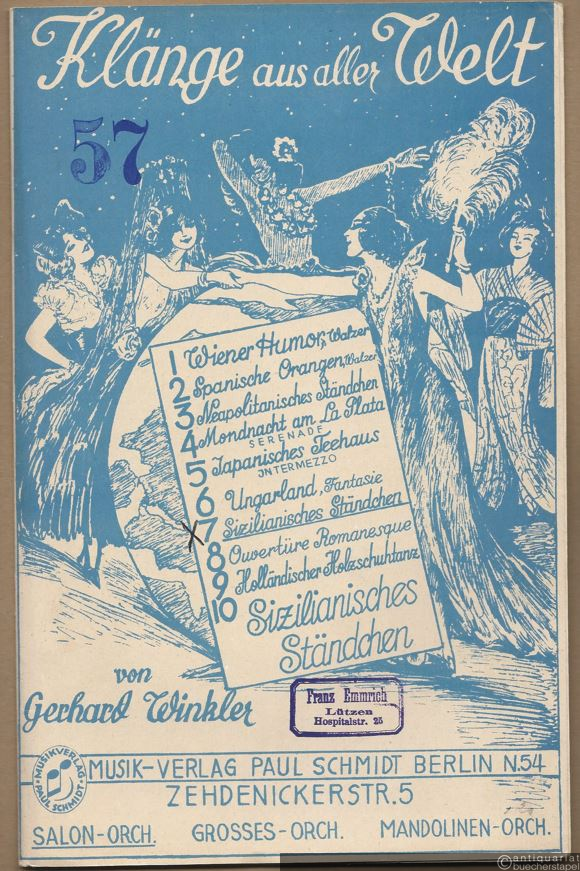 Klänge aus aller Welt
57
1 Wiener Humor, Walzer
2 Spanische Orangen, Walzer
3 Neapolitanisches Ständchen
4 Mondnacht am La Plata
SERENADE
5 Japanisches Teehaus
INTERMEZZO
6 Ungarland, Fantasie
7 Sizilianisches Ständchen
8 Ouvertüre Romanesque
9 Holländischer Holzschuhtanz
10 Sizilianisches
Ständchen
von
Gerhard Winkler
Franz Emmrich
Lützen
Hospitalstr. 25
MUSIKVERLAG
PAUL SCHMIDT
MUSIK-VERLAG PAUL SCHMIDT BERLIN N.54
ZEHDENICKERSTR. 5
SALON-ORCH. GROSSES-ORCH. MANDOLINEN-ORCH.
© antiquariat
buecherstapel